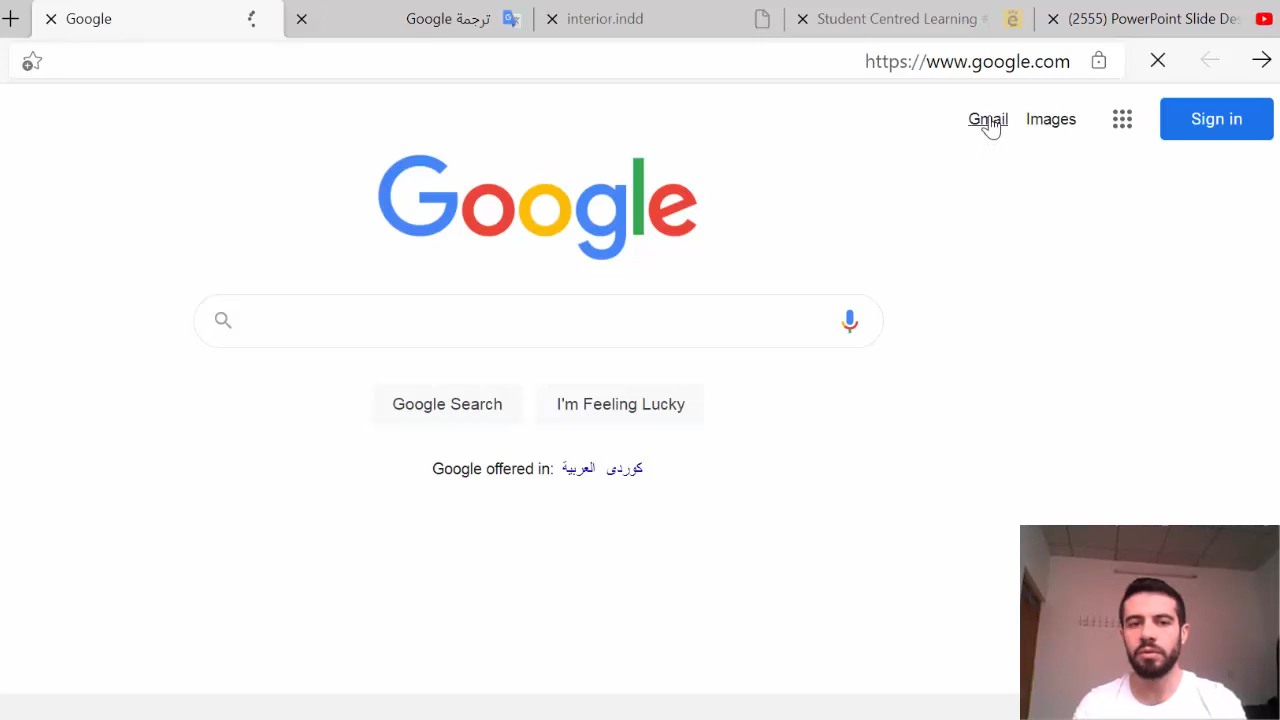 Google
ترجمة Google
interior.indd
Student Centred Learning
(2555) PowerPoint Slide De
https://www.google.com
Gmail
Images
Sign in
Google
Google Search
I'm Feeling Lucky
Google offered in: العربية کوردی